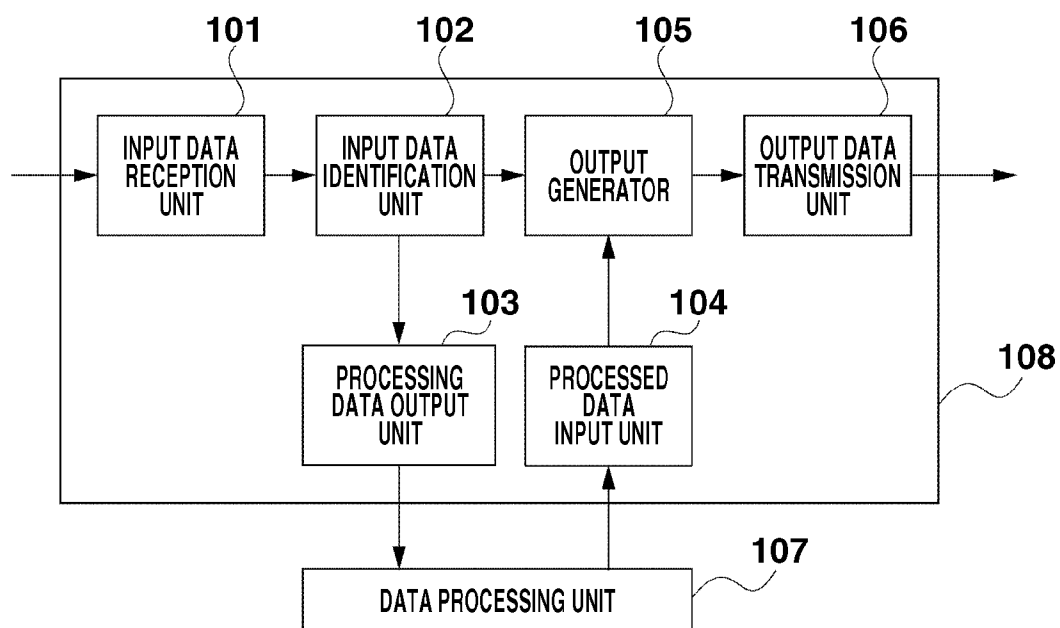 101
102
105
106
INPUT DATA
RECEPTION
UNIT
INPUT DATA
IDENTIFICATION
UNIT
OUTPUT
GENERATOR
OUTPUT DATA
TRANSMISSION
UNIT
103
104
108
PROCESSING
DATA OUTPUT
UNIT
PROCESSED
DATA
INPUT UNIT
107
DATA PROCESSING UNIT